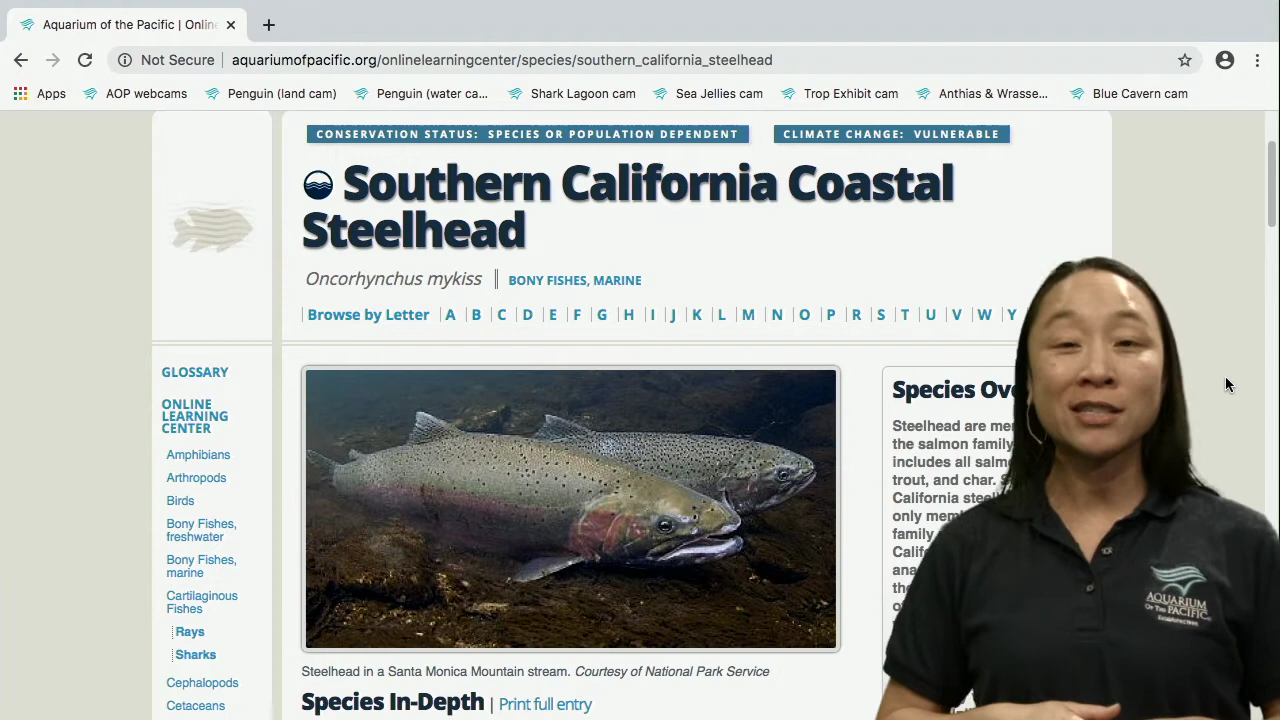 Aquarium of the Pacific | Onlin
Not Secure
aquariumofpacific.org/onlinelearningcenter/species/southern_california_steelhead
Apps
AOP webcams
Penguin (land cam)
Penguin (water ca...
Shark Lagoon cam
Sea Jellies cam
Trop Exhibit cam
Anthias & Wrasse...
Blue Cavern cam
CONSERVATION STATUS: SPECIES OR POPULATION DEPENDENT
CLIMATE CHANGE: VULNERABLE
Southern California Coastal
Steelhead
Oncorhynchus mykiss
BONY FISHES, MARINE
Browse by Letter A B C D E F G H I J K L M N O P R S T U V W Y
GLOSSARY
ONLINE
LEARNING
CENTER
Amphibians
Arthropods
Birds
Bony Fishes,
freshwater
Bony Fishes,
marine
Cartilaginous
Fishes
Rays
Sharks
Cephalopods
Cetaceans
Steelhead in a Santa Monica Mountain stream. Courtesy of National Park Service
Species In-Depth | Print full entry
Species Ov
Steelhead are me
the salmon family
includes all salm
trout, and char. S
California steel
only mem
family
Calif
ana
the
AQUARIUM
OF THE PACIFIC